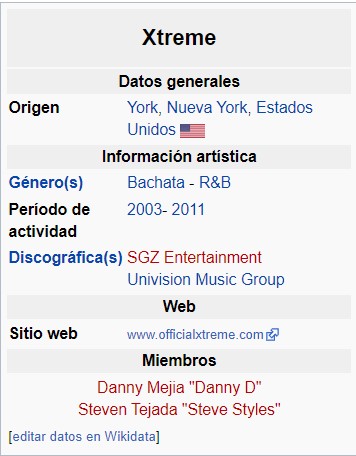 Xtreme
Datos generales
Origen York, Nueva York, Estados
Unidos
Información artística
Género(s) Bachata - R&B
Período de 2003- 2011
actividad
Discográfica(s) SGZ Entertainment
Univision Music Group
Web
Sitio web www.officialxtreme.com
Miembros
Danny Mejia "Danny D"
Steven Tejada "Steve Styles"
[editar datos en Wikidata]